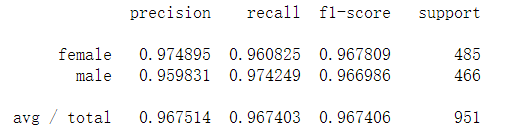 precision recall f1-score support
female 0.974895 0.960825 0.967809 485
male 0.959831 0.974249 0.966986 466
avg / total 0.967514 0.967403 0.967406 951